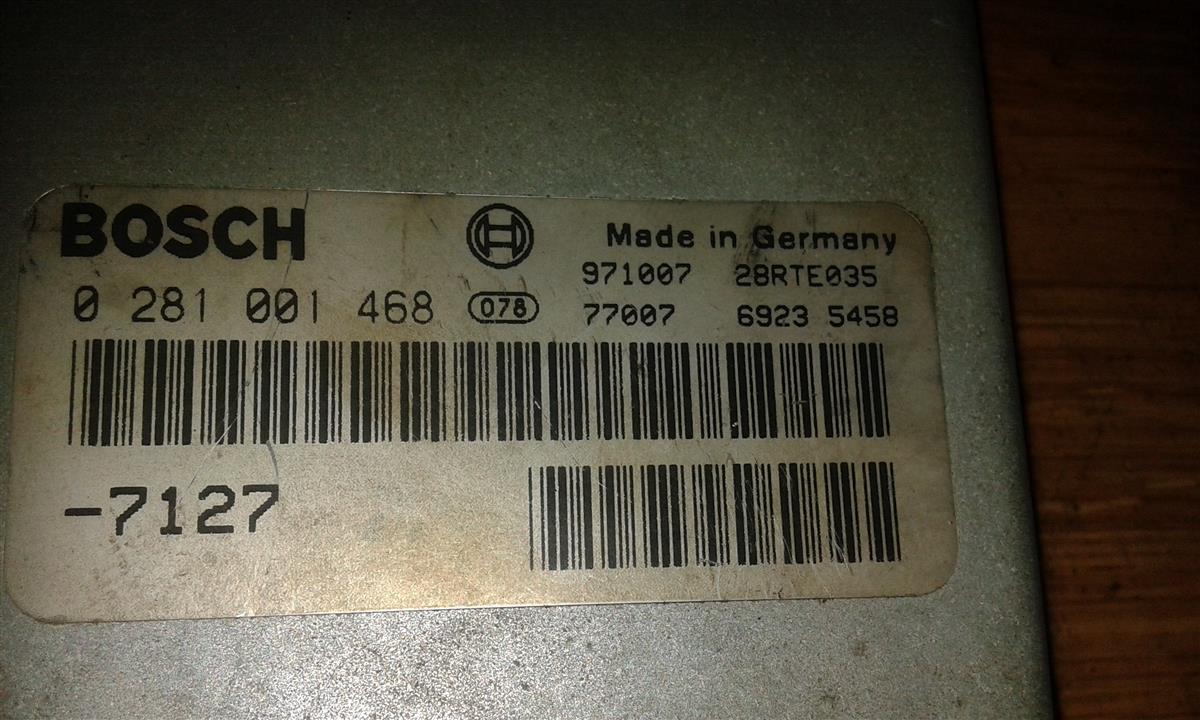 BOSCH Made in Germany
971007 28RTE035
0 281 001 468 078 77007 6923 5458
-7127